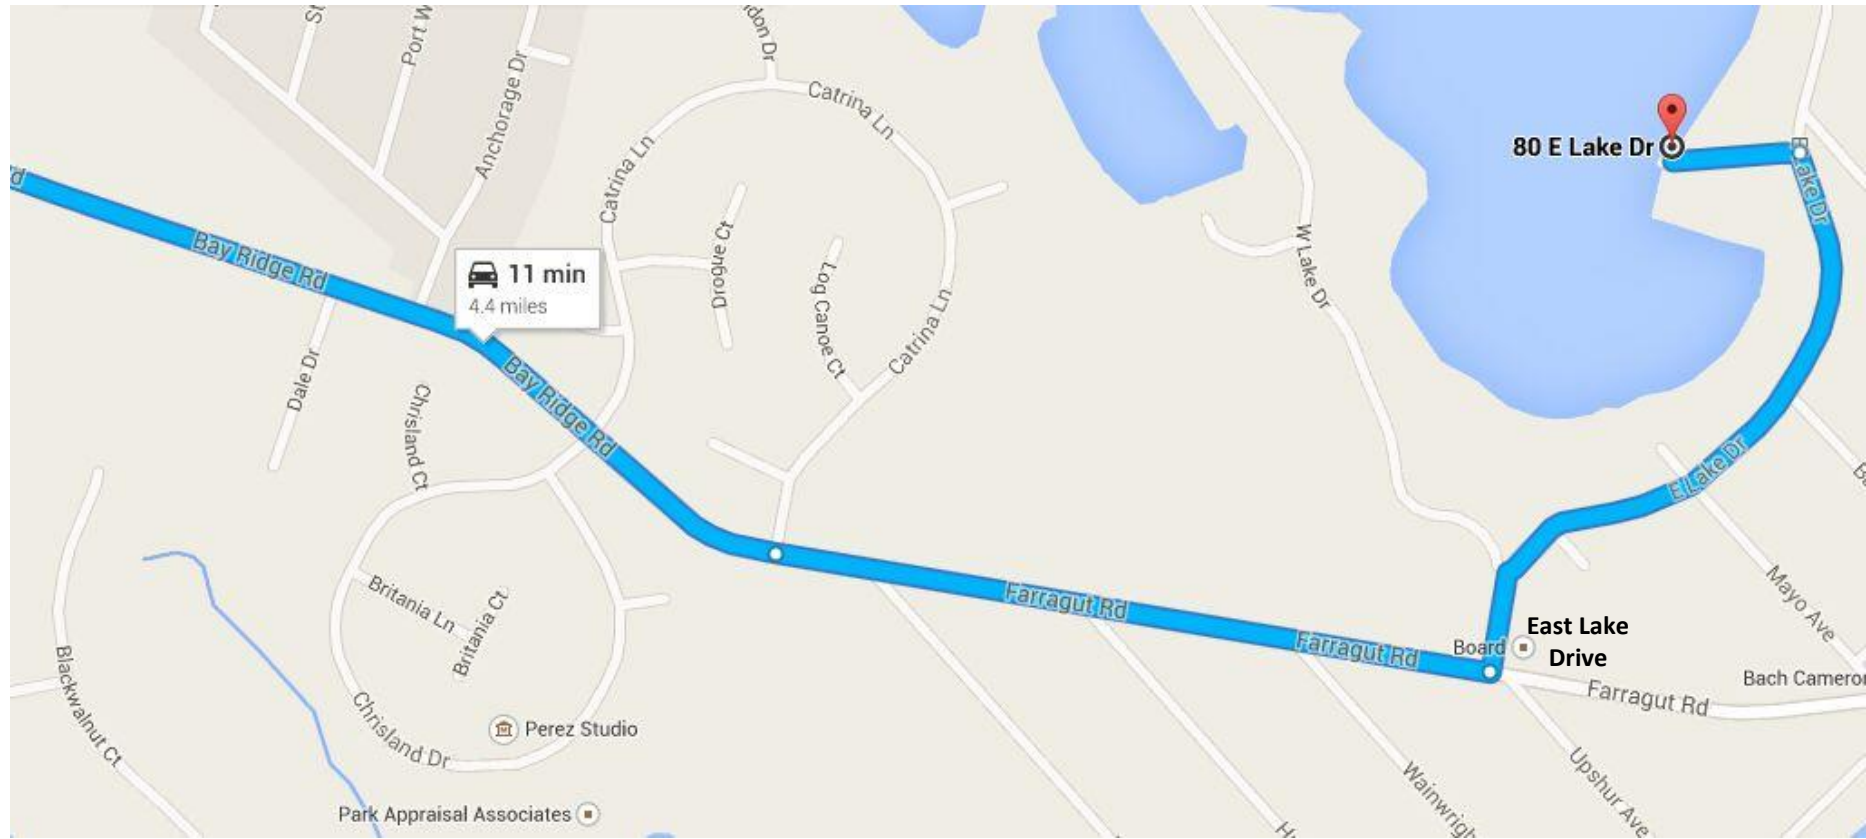 Port W
Anchorage Dr
Catrina Ln
Catrina Ln
80 E Lake Dr
E Lake Dr
Bay Ridge Rd
Drogue Ct
Log Canoe Ct
W Lake Dr
11 min
4.4 miles
Catrina Ln
Dale Dr
Chrisland Ct
Bay Ridge Rd
E Lake Dr
Britania Ln
Britania Ct
Farragut Rd
Farragut Rd
Board
East Lake
Drive
Mayo Ave
Bach Cameron
Farragut Rd
Blackwalnut Ct
Chrisland Dr
Perez Studio
Wainwrigh
Upshur Ave
Park Appraisal Associates